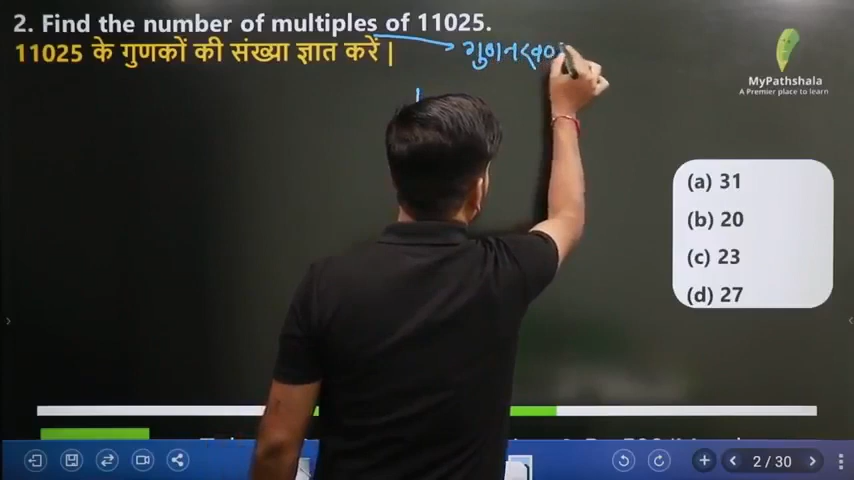 2. Find the number of multiples of 11025.
11025 के गुणकों की संख्या ज्ञात करें |
MyPathshala
A Premier place to learn
(a) 31
(b) 20
(c) 23
(d) 27
2 / 30